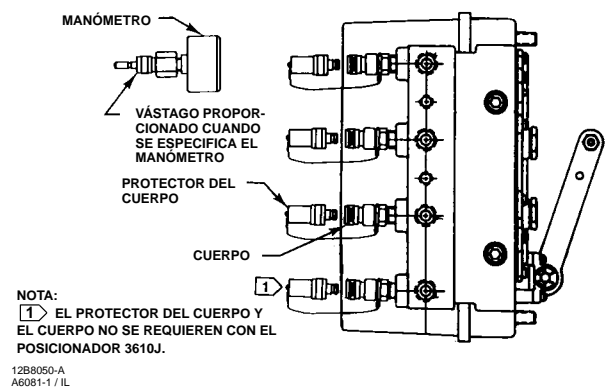 MANÓMETRO
VÁSTAGO PROPOR-
CIONADO CUANDO
SE ESPECIFICA EL
MANÓMETRO
PROTECTOR DEL
CUERPO
CUERPO
1
NOTA:
1 EL PROTECTOR DEL CUERPO Y
EL CUERPO NO SE REQUIEREN CON EL
POSICIONADOR 3610J.
12B8050-A
A6081-1 / IL